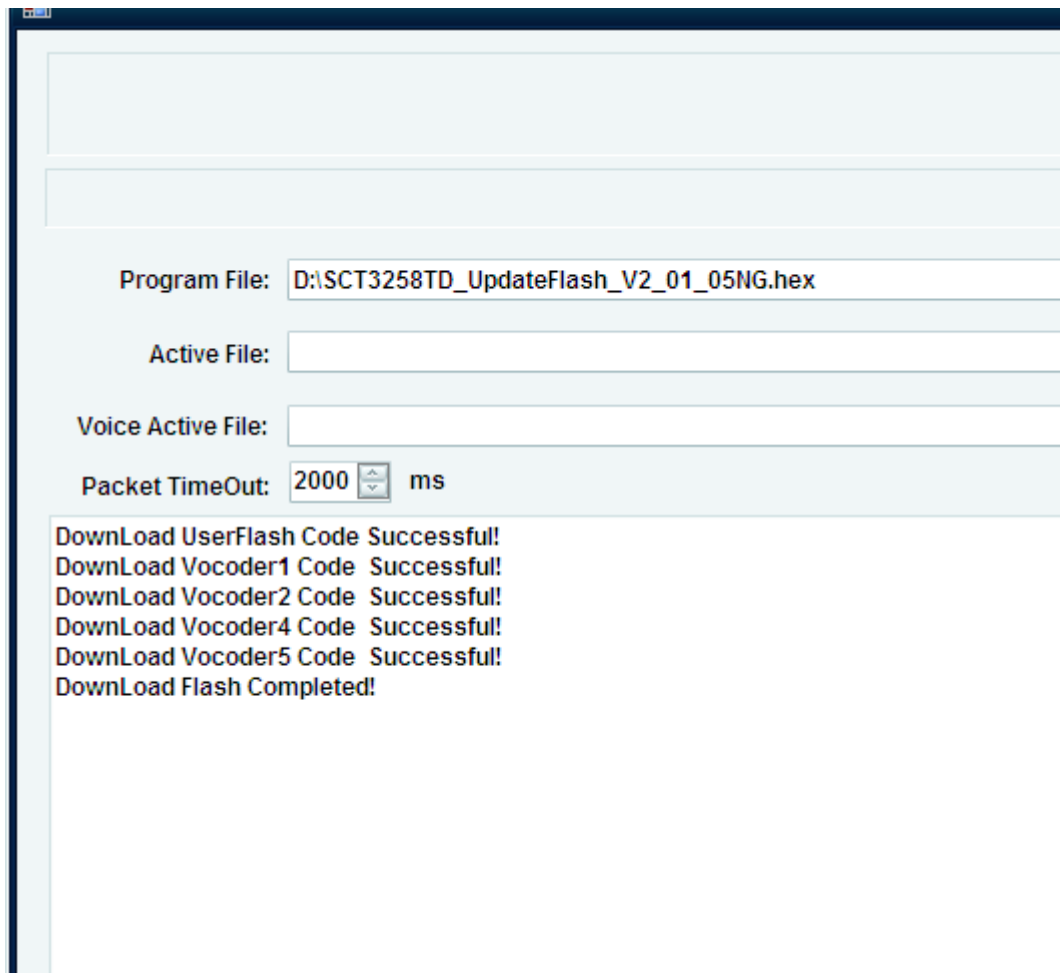 Program File: D:\SCT3258TD_UpdateFlash_V2_01_05NG.hex
Active File:
Voice Active File:
Packet TimeOut: 2000 ms
DownLoad UserFlash Code Successful!
DownLoad Vocoder1 Code  Successful!
DownLoad Vocoder2 Code  Successful!
DownLoad Vocoder4 Code  Successful!
DownLoad Vocoder5 Code  Successful!
DownLoad Flash Completed!